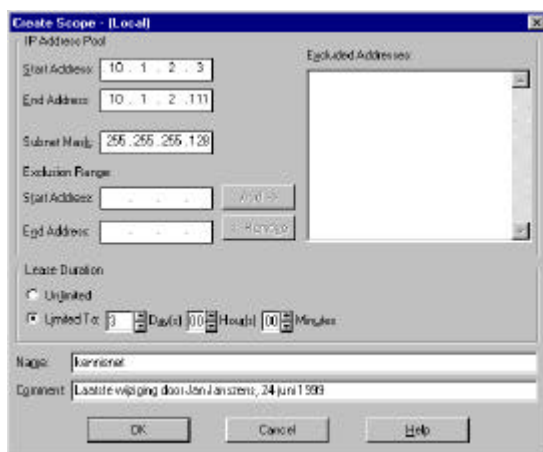 Create Scope - (Local)
IP Address Pool
Start Address: 10 . 1 . 2 . 3
End Address: 10 . 1 . 2 .111
Subnet Mask: 255 .255 .255 .128
Exclusion Range:
Start Address: . . .
End Address: . . .
Add ->
<- Remove
Excluded Addresses:
Lease Duration
Unlimited
Limited To: 3 Day(s) 00 Hour(s) 00 Minutes
Name: kennisnet
Comment: Laatste wijziging door Jan Janszens, 24 juni 1999
OK Cancel Help